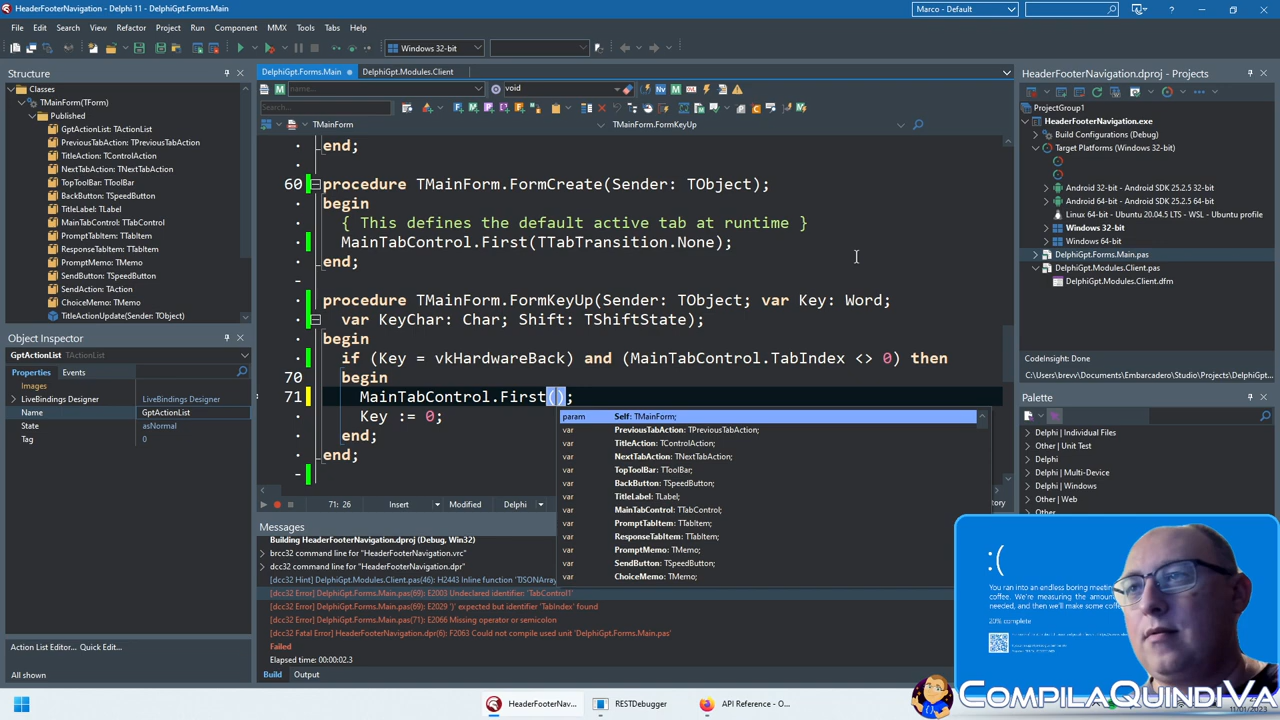 HeaderFooterNavigation - Delphi 11 - DelphiGpt.Forms.Main
Marco - Default
File Edit Search View Refactor Project Run Component MMX Tools Tabs Help
Windows 32-bit
Structure
Classes
TMainForm(TForm)
Published
GptActionList: TActionList
PreviousTabAction: TPreviousTabAction
TitleAction: TControlAction
NextTabAction: TNextTabAction
TopToolBar: TToolBar
BackButton: TSpeedButton
TitleLabel: TLabel
MainTabControl: TTabControl
PromptTabItem: TTabItem
ResponseTabItem: TTabItem
PromptMemo: TMemo
SendButton: TSpeedButton
SendAction: TAction
ChoiceMemo: TMemo
TitleActionUpdate(Sender: TObject)
Object Inspector
GptActionList TActionList
Properties Events
Images
LiveBindings Designer LiveBindings Designer
Name GptActionList
State asNormal
Tag 0
Action List Editor... Quick Edit...
All shown
DelphiGpt.Forms.Main DelphiGpt.Modules.Client
name... void
Search...
TMainForm TMainForm.FormKeyUp
end;
60 procedure TMainForm.FormCreate(Sender: TObject);
begin
{ This defines the default active tab at runtime }
MainTabControl.First(TTabTransition.None);
end;
procedure TMainForm.FormKeyUp(Sender: TObject; var Key: Word;
var KeyChar: Char; Shift: TShiftState);
begin
if (Key = vkHardwareBack) and (MainTabControl.TabIndex <> 0) then
70 begin
71 MainTabControl.First();
Key := 0;
end;
end;
param Self: TMainForm;
var PreviousTabAction: TPreviousTabAction;
var TitleAction: TControlAction;
var NextTabAction: TNextTabAction;
var TopToolBar: TToolBar;
var BackButton: TSpeedButton;
var TitleLabel: TLabel;
var MainTabControl: TTabControl;
var PromptTabItem: TTabItem;
var ResponseTabItem: TTabItem;
var PromptMemo: TMemo;
var SendButton: TSpeedButton;
var ChoiceMemo: TMemo;
71: 26 Insert Modified Delphi
Messages
Building HeaderFooterNavigation.dproj (Debug, Win32)
brcc32 command line for "HeaderFooterNavigation.vrc"
dcc32 command line for "HeaderFooterNavigation.dpr"
[dcc32 Hint] DelphiGpt.Modules.Client.pas(46): H2443 Inline function 'TJSONArray
[dcc32 Error] DelphiGpt.Forms.Main.pas(69): E2003 Undeclared identifier: 'TabControl1'
[dcc32 Error] DelphiGpt.Forms.Main.pas(69): E2029 ')' expected but identifier 'TabIndex' found
[dcc32 Error] DelphiGpt.Forms.Main.pas(71): E2066 Missing operator or semicolon
[dcc32 Fatal Error] HeaderFooterNavigation.dpr(6): F2063 Could not compile used unit 'DelphiGpt.Forms.Main.pas'
Failed
Elapsed time: 00:00:02.3
Build Output
HeaderFooterNavigation.dproj - Projects
ProjectGroup1
HeaderFooterNavigation.exe
Build Configurations (Debug)
Target Platforms (Windows 32-bit)
Android 32-bit - Android SDK 25.2.5 32-bit
Android 64-bit - Android SDK 25.2.5 64-bit
Linux 64-bit - Ubuntu 20.04.5 LTS - WSL - Ubuntu profile
Windows 32-bit
Windows 64-bit
DelphiGpt.Forms.Main.pas
DelphiGpt.Modules.Client.pas
DelphiGpt.Modules.Client.dfm
CodeInsight: Done
C:\Users\brevv\Documents\Embarcadero\Studio\Projects\DelphiG
Palette
Delphi | Individual Files
Other | Unit Test
Delphi
Delphi | Multi-Device
Delphi | Windows
Other | Web
Other
:(
You ran into an endless boring meeting
coffee. We're measuring the amoun
needed, and then we'll make some coff
20% complete
COMPILAQUINDIVA
HeaderFooterNav... RESTDebugger API Reference - O...
11/01/2023